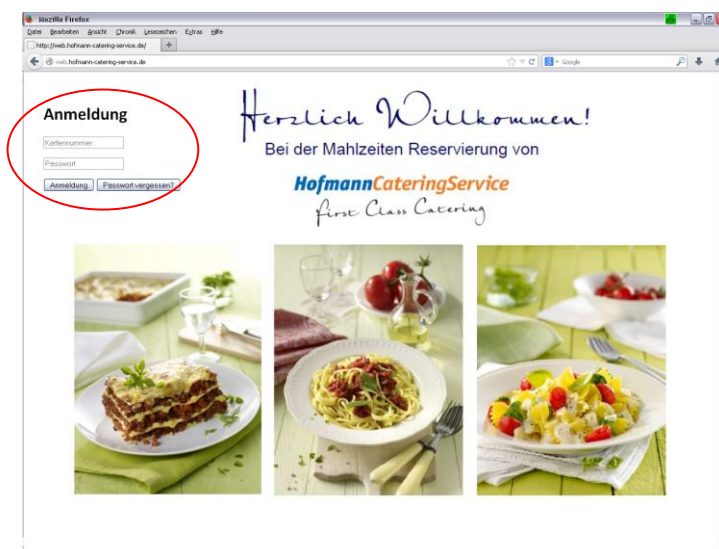 Mozilla Firefox
Datei Bearbeiten Ansicht Chronik Lesezeichen Extras Hilfe
http://web.hofmann-catering-service.de/ +
web.hofmann-catering-service.de
Google
Anmeldung
Kartennummer
Passwort
Anmeldung Passwort vergessen?
Herzlich Willkommen!
Bei der Mahlzeiten Reservierung von
HofmannCateringService
First Class Catering